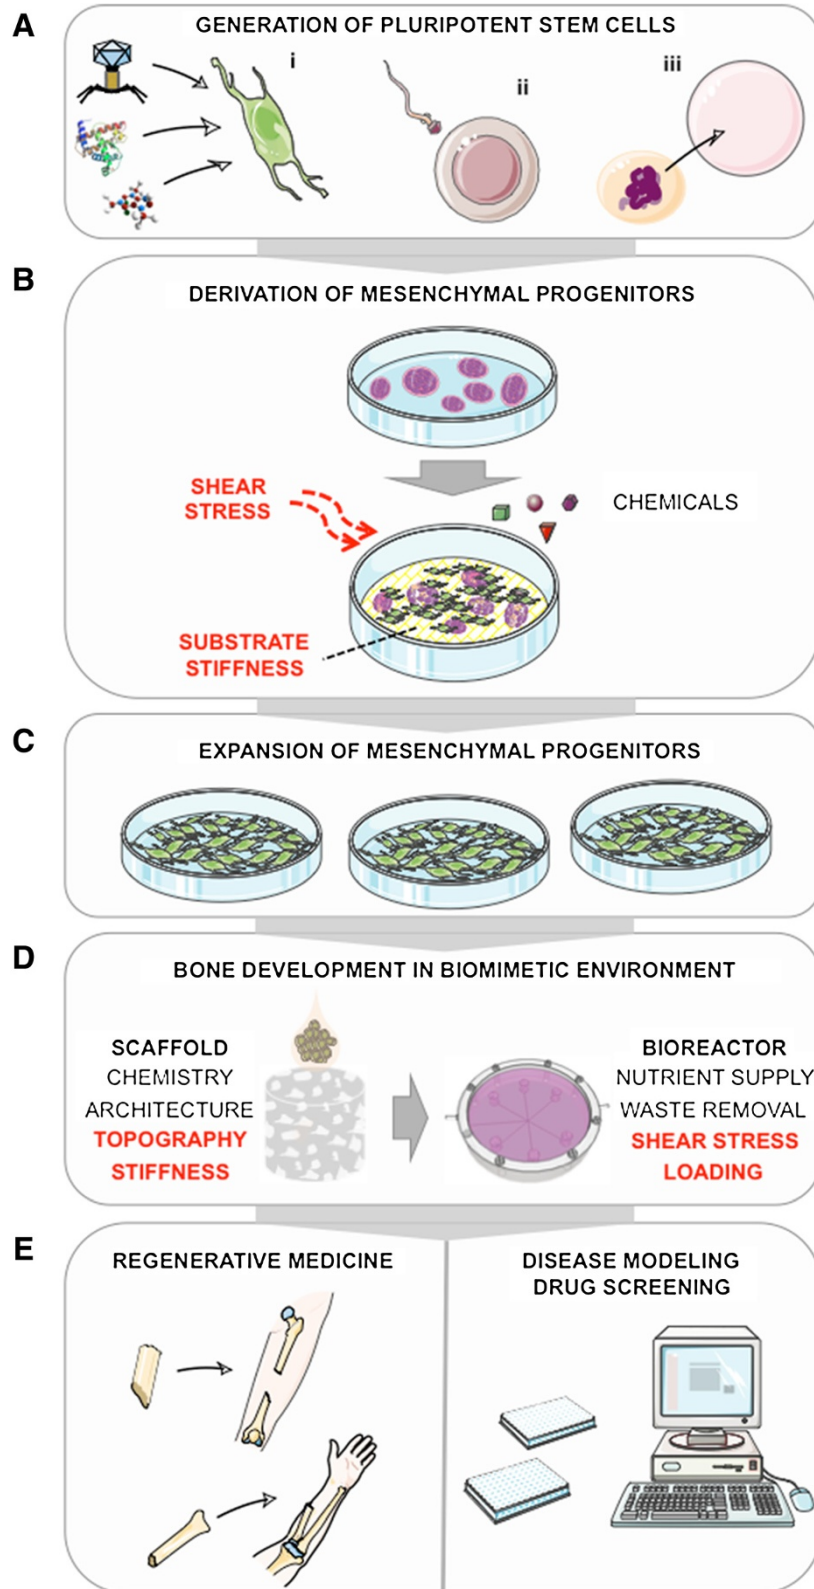 A
GENERATION OF PLURIPOTENT STEM CELLS
i
ii
iii
B
DERIVATION OF MESENCHYMAL PROGENITORS
SHEAR
STRESS
CHEMICALS
SUBSTRATE
STIFFNESS
C
EXPANSION OF MESENCHYMAL PROGENITORS
D
BONE DEVELOPMENT IN BIOMIMETIC ENVIRONMENT
SCAFFOLD
CHEMISTRY
ARCHITECTURE
TOPOGRAPHY
STIFFNESS
BIOREACTOR
NUTRIENT SUPPLY
WASTE REMOVAL
SHEAR STRESS
LOADING
E
REGENERATIVE MEDICINE
DISEASE MODELING
DRUG SCREENING